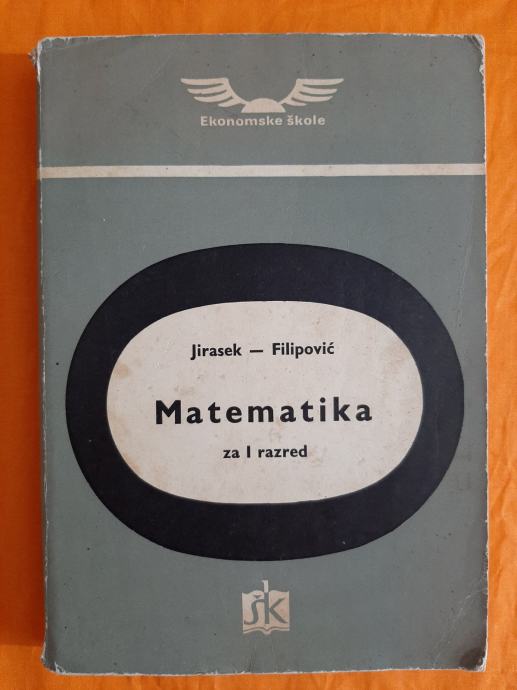 Ekonomske škole
Jirasek — Filipović
Matematika
za I razred
ŠK